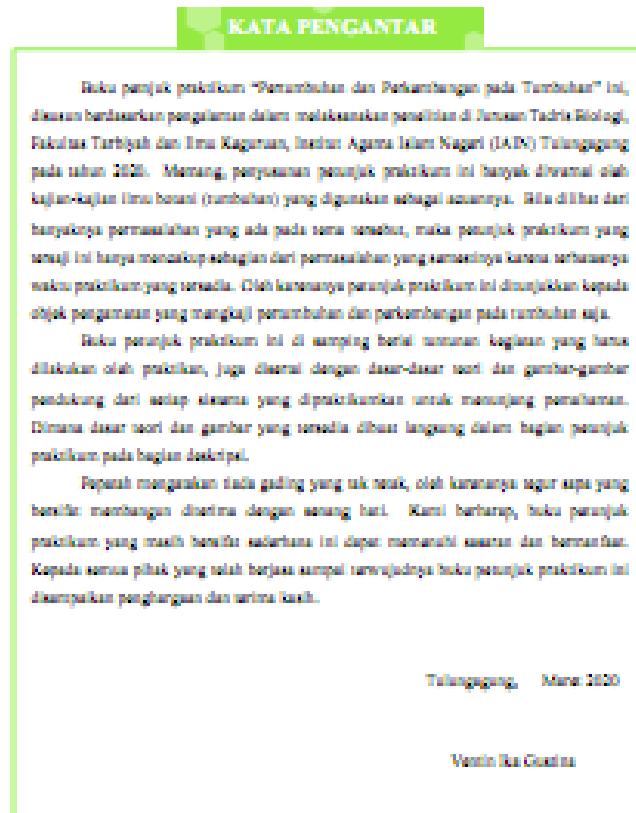 KATA PENGANTAR
Buku petnjuk praktikum "Pertumbuhan dan Perkembangan pada Tumbuhan" ini,
disusun berdasarkan pengalaman dalam melaksanakan penelitian di Jurusan Tadris Biologi,
Fakultas Tarbiyah dan Ilmu Keguruan, Institut Agama Islam Negeri (IAIN) Tulungagung
pada tahun 2020. Memang, penyusunan petunjuk praktikum ini banyak diwarnai oleh
kajian-kajian ilmu botani (tumbuhan) yang digunakan sebagai acuannya. Bila dilihat dari
banyaknya permasalahan yang ada pada tema tersebut, maka petunjuk praktikum yang
tersaji ini hanya mencakup sebagian dari permasalahan yang semestinya karena terbatasnya
waktu praktikum yang tersedia. Oleh karenanya petunjuk praktikum ini ditunjukkan kepada
objek pengamatan yang mengkaji pertumbuhan dan perkembangan pada tumbuhan saja.
Buku petunjuk praktikum ini di samping berisi tuntunan kegiatan yang harus
dilakukan oleh praktikan, juga disertai dengan dasar-dasar teori dan gambar-gambar
pendukung dari setiap sistema yang dipraktikumkan untuk menunjang pemahaman.
Dimana dasar teori dan gambar yang tersedia dibuat langsung dalam bagian petunjuk
praktikum pada bagian deskripsi.
Pepatah mengatakan tiada gading yang tak retak, oleh karenanya tegur sapa yang
bersifat membangun diterima dengan senang hati. Kami berharap, buku petunjuk
praktikum yang masih bersifat sederhana ini dapat memenuhi sasaran dan bermanfaat.
Kepada semua pihak yang telah berjasa sampai terwujudnya buku petunjuk praktikum ini
disampaikan penghargaan dan terima kasih.
Tulungagung, Maret 2020
Ika